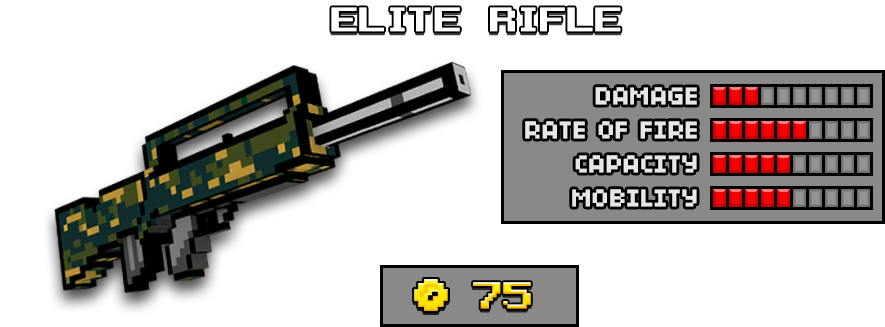 ELITE RIFLE
DAMAGE
RATE OF FIRE
CAPACITY
MOBILITY
75